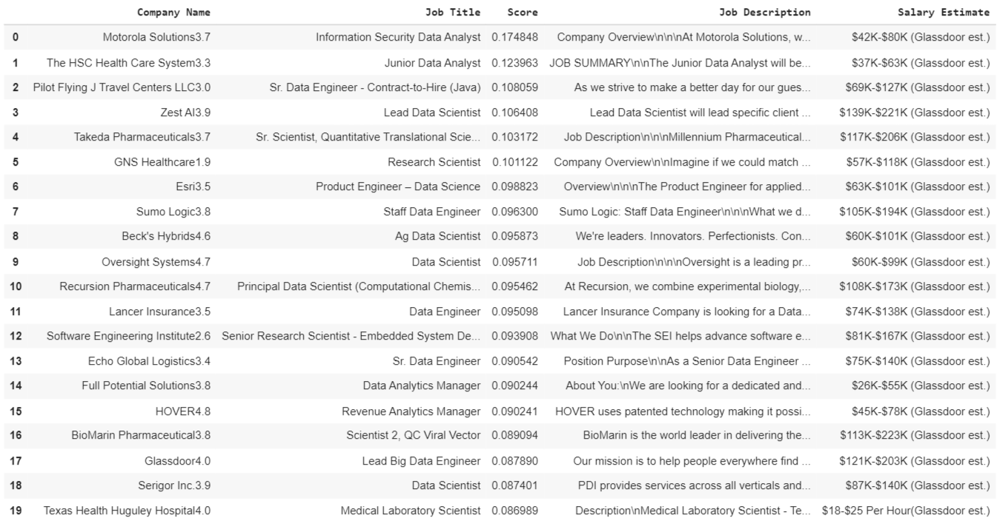 Company Name Job Title Score Job Description Salary Estimate
0 Motorola Solutions3.7 Information Security Data Analyst 0.174848 Company Overview\n\n\nAt Motorola Solutions, w... $42K-$80K (Glassdoor est.)
1 The HSC Health Care System3.3 Junior Data Analyst 0.123963 JOB SUMMARY\n\nThe Junior Data Analyst will be... $37K-$63K (Glassdoor est.)
2 Pilot Flying J Travel Centers LLC3.0 Sr. Data Engineer - Contract-to-Hire (Java) 0.108059 As we strive to make a better day for our gues... $69K-$127K (Glassdoor est.)
3 Zest AI3.9 Lead Data Scientist 0.106408 Lead Data Scientist will lead specific client ... $139K-$221K (Glassdoor est.)
4 Takeda Pharmaceuticals3.7 Sr. Scientist, Quantitative Translational Scie... 0.103172 Job Description\n\n\nMillennium Pharmaceutical... $117K-$206K (Glassdoor est.)
5 GNS Healthcare1.9 Research Scientist 0.101122 Company Overview\n\nImagine if we could match ... $57K-$118K (Glassdoor est.)
6 Esri3.5 Product Engineer – Data Science 0.098823 Overview\n\n\nThe Product Engineer for applied... $63K-$101K (Glassdoor est.)
7 Sumo Logic3.8 Staff Data Engineer 0.096300 Sumo Logic: Staff Data Engineer\n\n\nWhat we d... $105K-$194K (Glassdoor est.)
8 Beck's Hybrids4.6 Ag Data Scientist 0.095873 We're leaders. Innovators. Perfectionists. Con... $60K-$101K (Glassdoor est.)
9 Oversight Systems4.7 Data Scientist 0.095711 Job Description\n\n\nOversight is a leading pr... $60K-$99K (Glassdoor est.)
10 Recursion Pharmaceuticals4.7 Principal Data Scientist (Computational Chemis... 0.095462 At Recursion, we combine experimental biology,... $108K-$173K (Glassdoor est.)
11 Lancer Insurance3.5 Data Engineer 0.095098 Lancer Insurance Company is looking for a Data... $74K-$138K (Glassdoor est.)
12 Software Engineering Institute2.6 Senior Research Scientist - Embedded System De... 0.093908 What We Do\n\nThe SEI helps advance software e... $81K-$167K (Glassdoor est.)
13 Echo Global Logistics3.4 Sr. Data Engineer 0.090542 Position Purpose\n\nAs a Senior Data Engineer ... $75K-$140K (Glassdoor est.)
14 Full Potential Solutions3.8 Data Analytics Manager 0.090244 About You:\nWe are looking for a dedicated and... $26K-$55K (Glassdoor est.)
15 HOVER4.8 Revenue Analytics Manager 0.090241 HOVER uses patented technology making it possi... $45K-$78K (Glassdoor est.)
16 BioMarin Pharmaceutical3.8 Scientist 2, QC Viral Vector 0.089094 BioMarin is the world leader in delivering the... $113K-$223K (Glassdoor est.)
17 Glassdoor4.0 Lead Big Data Engineer 0.087890 Our mission is to help people everywhere find ... $121K-$203K (Glassdoor est.)
18 Serigor Inc.3.9 Data Scientist 0.087401 PDI provides services across all verticals and... $87K-$140K (Glassdoor est.)
19 Texas Health Huguley Hospital4.0 Medical Laboratory Scientist 0.086989 Description\nMedical Laboratory Scientist - Te... $18-$25 Per Hour(Glassdoor est.)